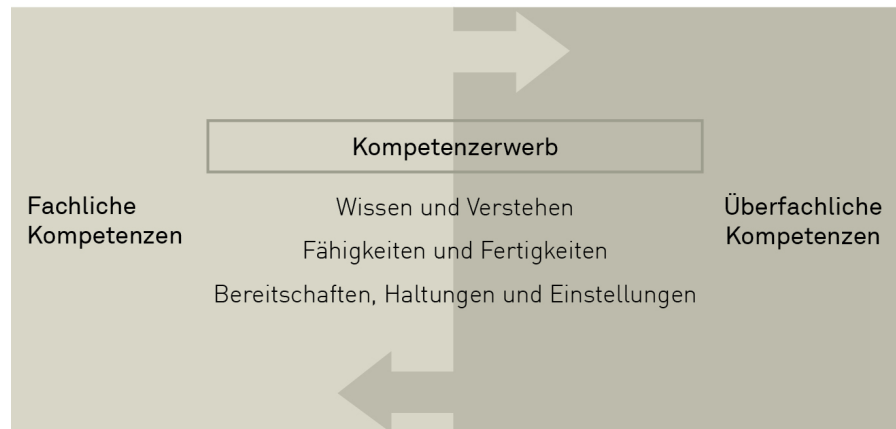 Kompetenzerwerb
Fachliche
Kompetenzen
Wissen und Verstehen
Fähigkeiten und Fertigkeiten
Bereitschaften, Haltungen und Einstellungen
Überfachliche
Kompetenzen